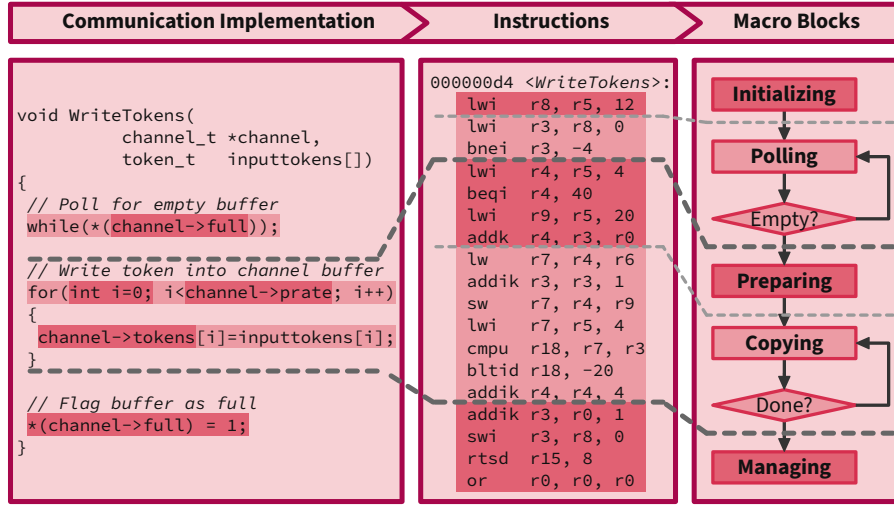 Communication Implementation
Instructions
Macro Blocks
void WriteTokens(
channel_t *channel,
token_t inputtokens[])
{
// Poll for empty buffer
while(*(channel->full));
// Write token into channel buffer
for(int i=0; i<channel->prate; i++)
{
channel->tokens[i]=inputtokens[i];
}
// Flag buffer as full
*(channel->full) = 1;
}
000000d4 <WriteTokens>:
lwi r8, r5, 12
lwi r3, r8, 0
bnei r3, -4
lwi r4, r5, 4
beqi r4, 40
lwi r9, r5, 20
addk r4, r3, r0
lw r7, r4, r6
addik r3, r3, 1
sw r7, r4, r9
lwi r7, r5, 4
cmpu r18, r7, r3
bltid r18, -20
addik r4, r4, 4
addik r3, r0, 1
swi r3, r8, 0
rtsd r15, 8
or r0, r0, r0
Initializing
Polling
Empty?
Preparing
Copying
Done?
Managing